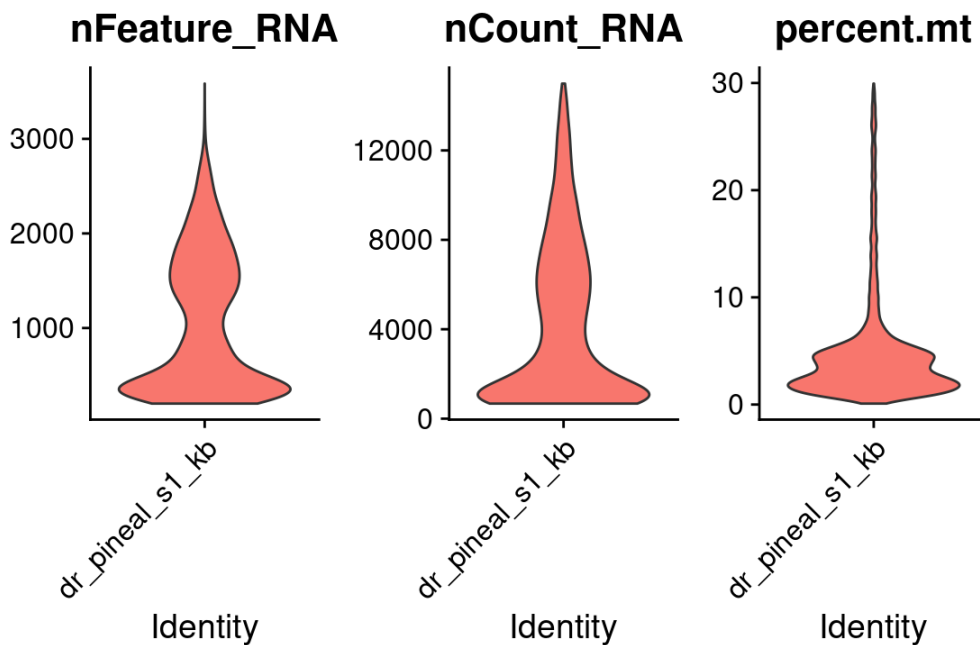 nFeature_RNA
3000
2000
1000
dr_pineal_s1_kb
Identity
nCount_RNA
12000
8000
4000
0
dr_pineal_s1_kb
Identity
percent.mt
30
20
10
0
dr_pineal_s1_kb
Identity